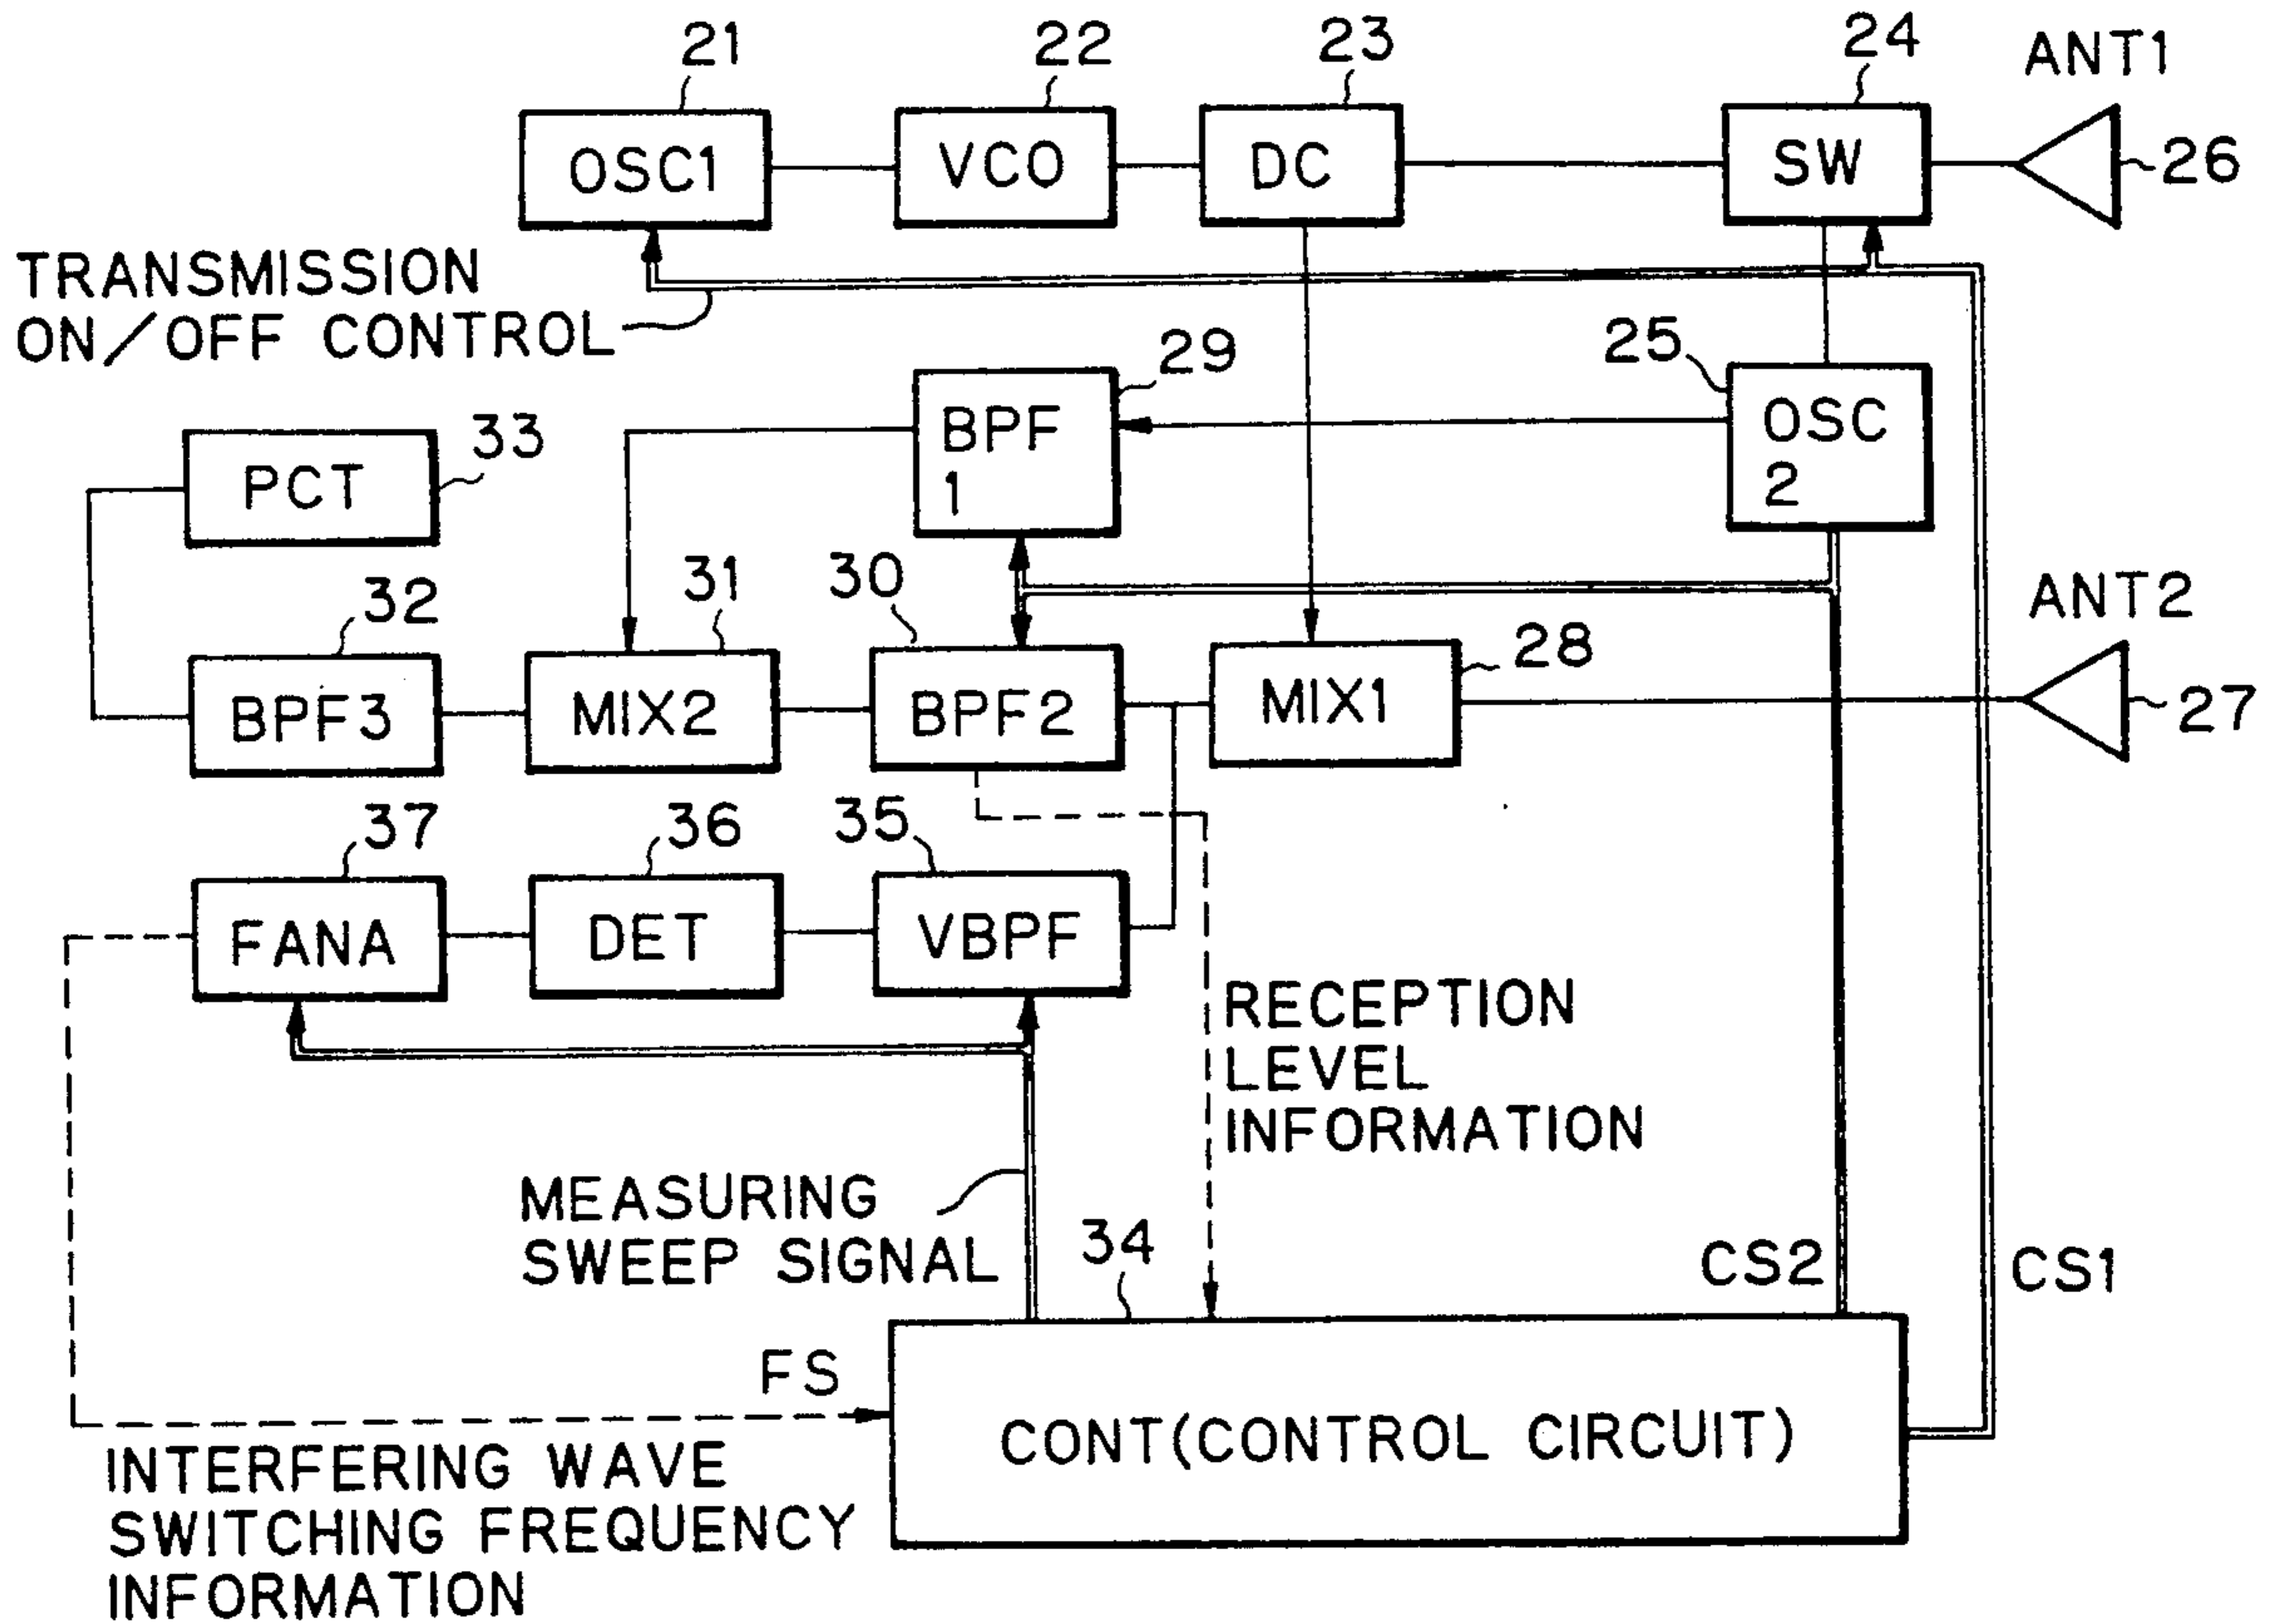 21
22
23
24
ANT1
OSC1
VCO
DC
SW
26
TRANSMISSION
ON/OFF CONTROL
29
25
33
BPF
1
OSC
2
PCT
32
31
30
28
ANT2
BPF3
MIX2
BPF2
MIX1
27
37
36
35
FANA
DET
VBPF
RECEPTION
LEVEL
INFORMATION
MEASURING
SWEEP SIGNAL
34
CS2
CS1
FS
CONT(CONTROL CIRCUIT)
INTERFERING WAVE
SWITCHING FREQUENCY
INFORMATION